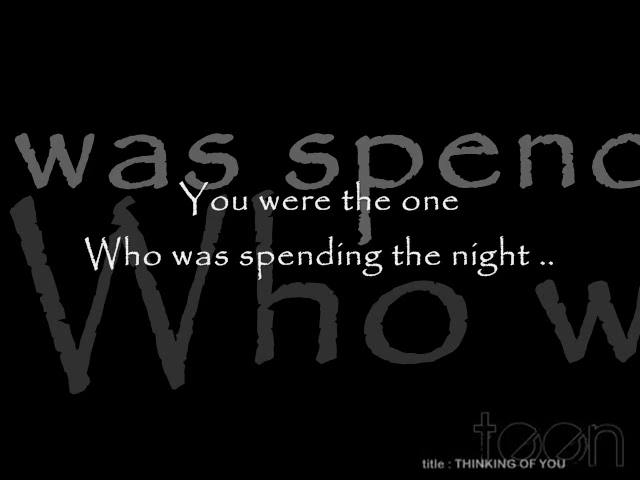 was spend
You were the one
Who was spending the night ..
Who w
teen
title : THINKING OF YOU